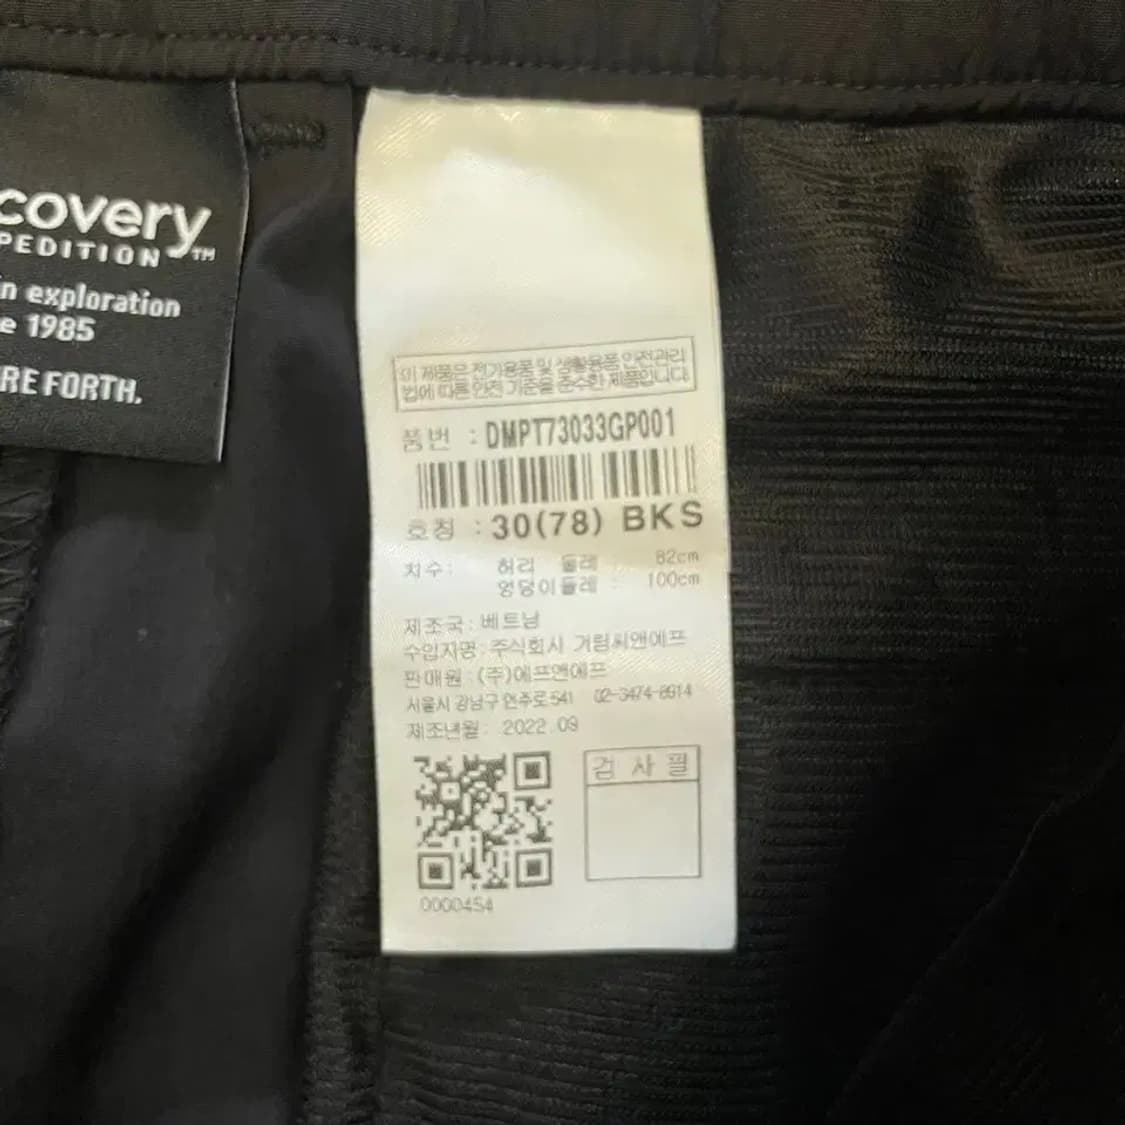 covery™
PEDITION
n exploration
e 1985
RE FORTH.
이 제품은 전기용품 및 생활용품 안전관리
법에 따른 안전 기준을 준수한 제품입니다.
품번 : DMPT73033GP001
호칭 : 30(78) BKS
치수: 허리 둘레 82cm
엉덩이둘레 : 100cm
제조국: 베트남
수입자명: 주식회사 거림씨앤에프
판매원: (주)에프앤에프
서울시 강남구 언주로 541 02-3474-8914
제조년월: 2022.09
검 사 필
0000454